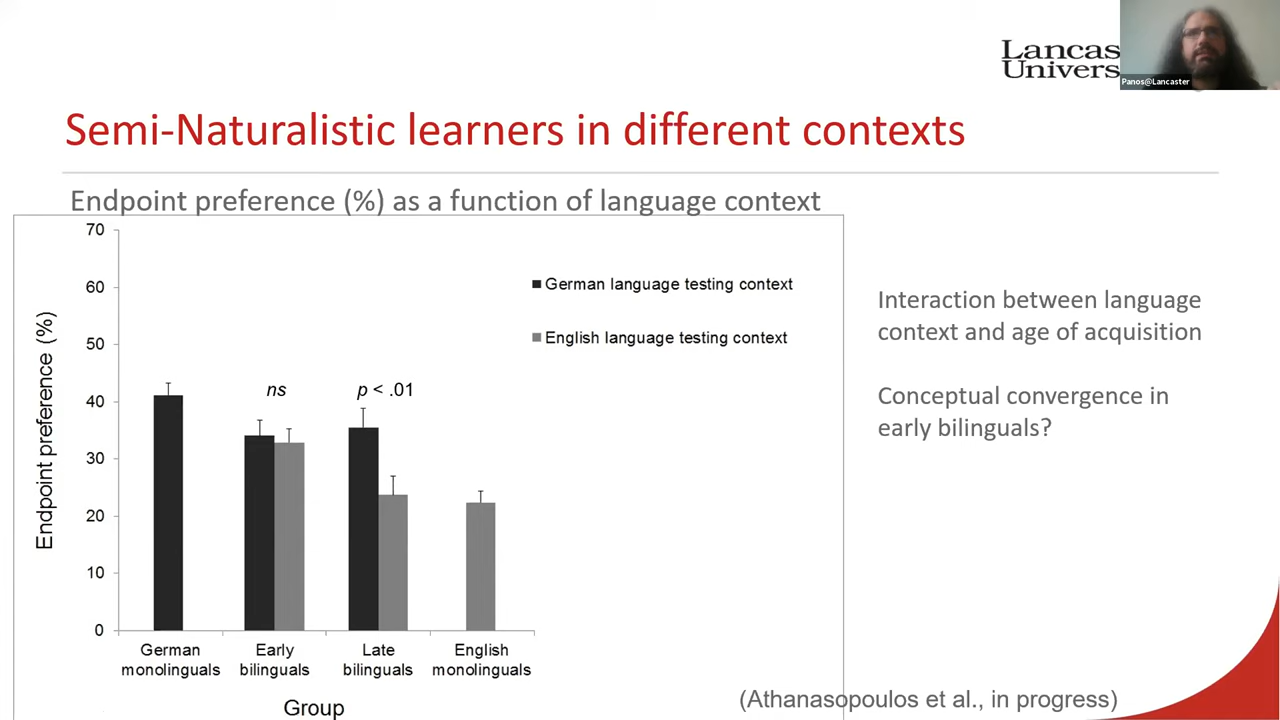 Lancas
Univers
Panos@Lancaster
Semi-Naturalistic learners in different contexts
Endpoint preference (%) as a function of language context
70
60
50
40
30
20
10
0
Endpoint preference (%)
German language testing context
English language testing context
ns
p < .01
German
monolinguals
Early
bilinguals
Late
bilinguals
English
monolinguals
Group
Interaction between language
context and age of acquisition
Conceptual convergence in
early bilinguals?
(Athanasopoulos et al., in progress)